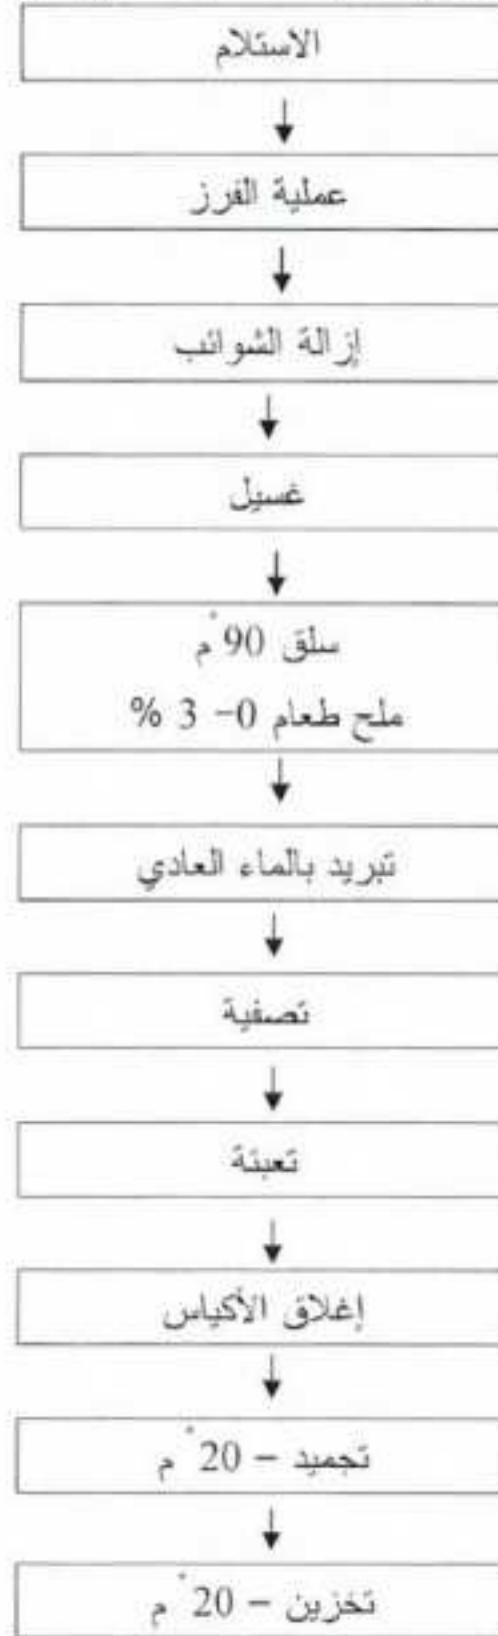 الاستلام
عملية الفرز
إزالة الشوائب
غسيل
سلق 90°م
ملح طعام 0- 3 %
تبريد بالماء العادي
تصفية
تعبئة
إغلاق الأكياس
تجميد – 20° م
تخزين – 20° م